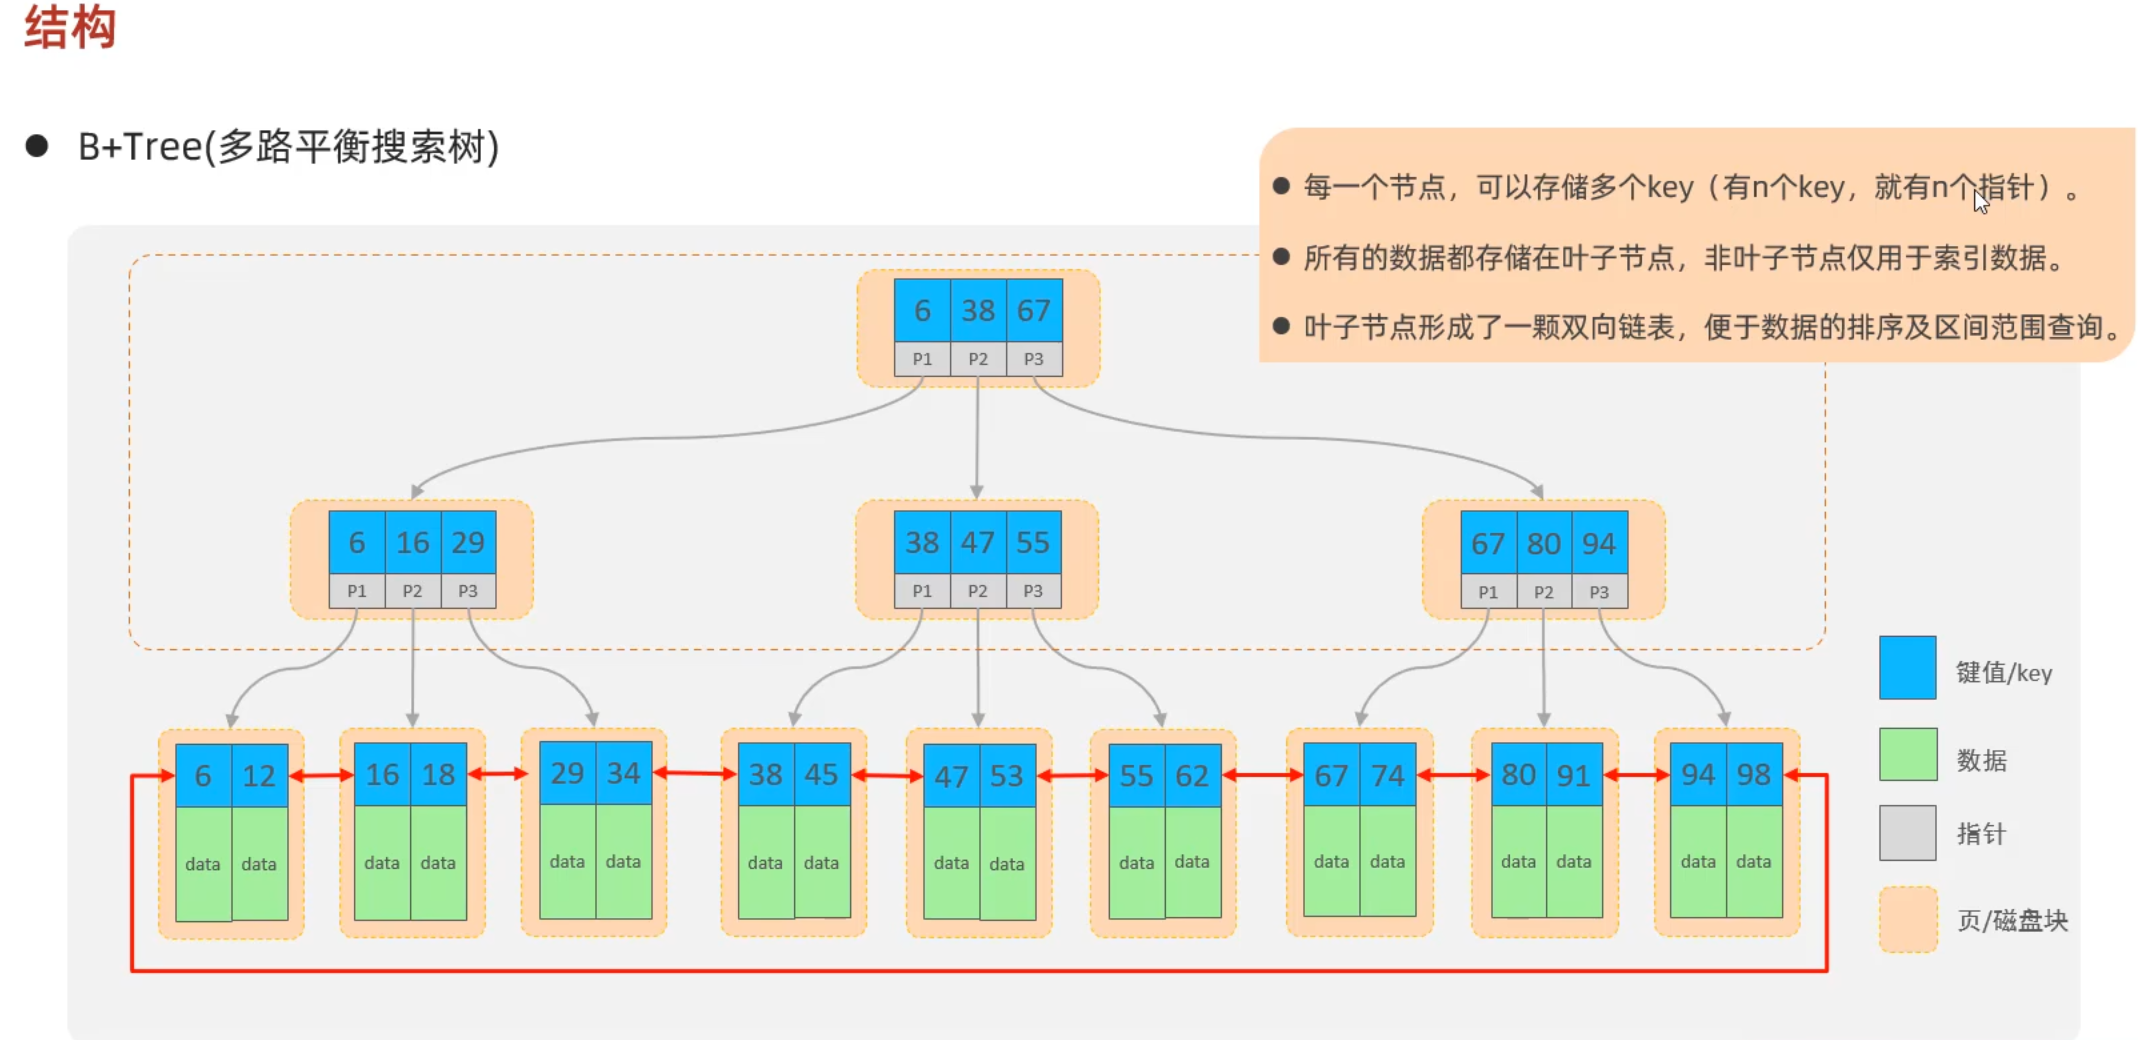 结构
B+Tree(多路平衡搜索树)
每一个节点，可以存储多个key（有n个key，就有n个指针）。
所有的数据都存储在叶子节点，非叶子节点仅用于索引数据。
叶子节点形成了一颗双向链表，便于数据的排序及区间范围查询。
6 38 67
P1 P2 P3
6 16 29 38 47 55 67 80 94
P1 P2 P3 P1 P2 P3 P1 P2 P3
键值/key
数据
指针
页/磁盘块
6 12 16 18 29 34 38 45 47 53 55 62 67 74 80 91 94 98
data data data data data data data data data data data data data data data data data data